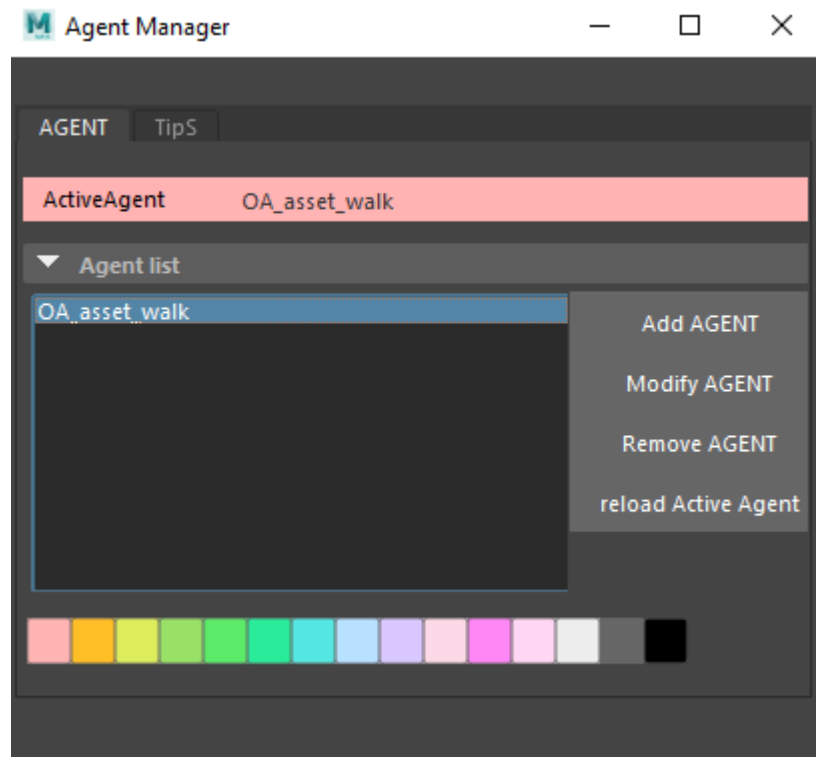 Agent Manager
AGENT TipS
ActiveAgent OA_asset_walk
Agent list
OA_asset_walk
Add AGENT
Modify AGENT
Remove AGENT
reload Active Agent